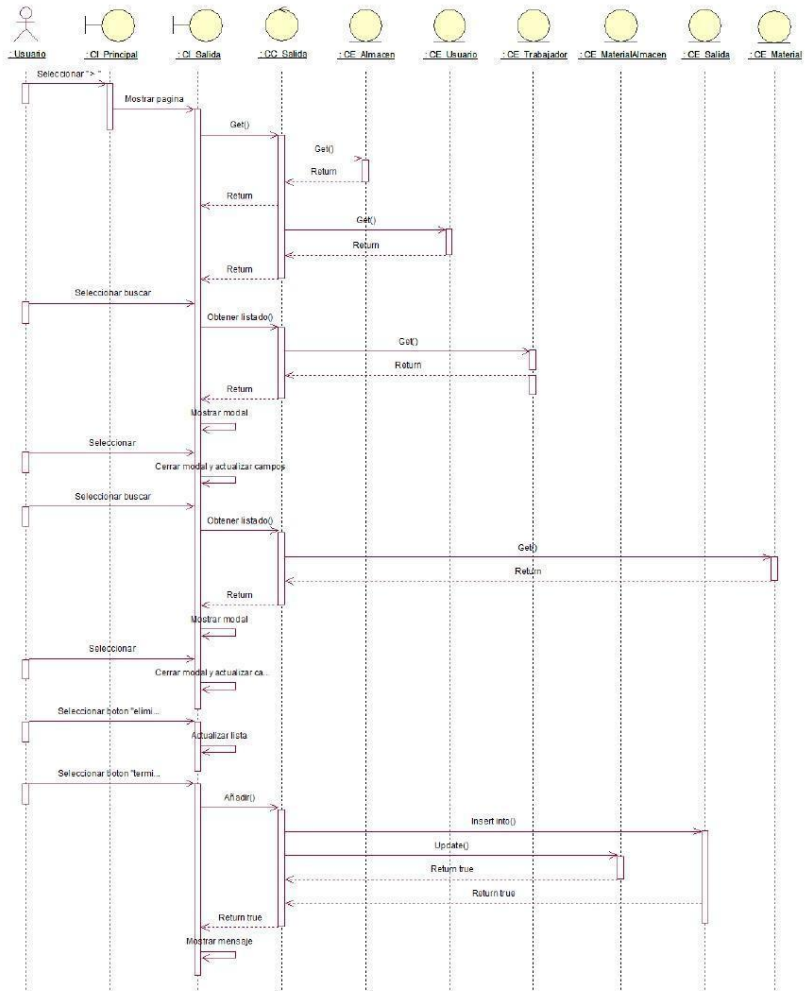 : Usuario
: CI_Principal
: CI_Salida
: CC_Salida
: CE_Almacen
: CE_Usuario
: CE_Trabajador
: CE_MaterialAlmacen
: CE_Salida
: CE_Material
Seleccionar "> "
Mostrar pagina
Get()
Get()
Return
Return
Get()
Return
Return
Seleccionar buscar
Obtener listado()
Get()
Return
Return
Mostrar modal
Seleccionar
Cerrar modal y actualizar campos
Seleccionar buscar
Obtener listado()
Get()
Return
Return
Mostrar modal
Seleccionar
Cerrar modal y actualizar ca...
Seleccionar boton "elimi...
Actualizar lista
Seleccionar boton "termi...
Añadir()
Insert into()
Update()
Return true
Return true
Return true
Mostrar mensaje